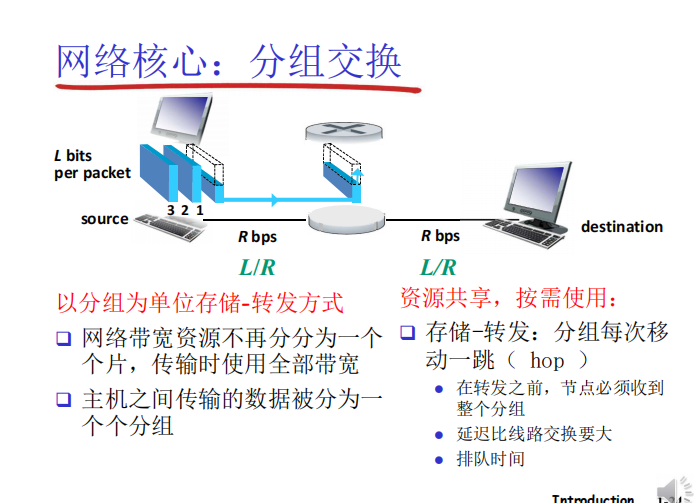 网络核心：分组交换
L bits
per packet
3 2 1
source
destination
R bps
R bps
L/R
L/R
以分组为单位存储-转发方式
网络带宽资源不再分分为一个
个片，传输时使用全部带宽
主机之间传输的数据被分为一
个个分组
资源共享，按需使用：
存储-转发：分组每次移
动一跳（ hop ）
在转发之前，节点必须收到
整个分组
延迟比线路交换要大
排队时间
Introduction